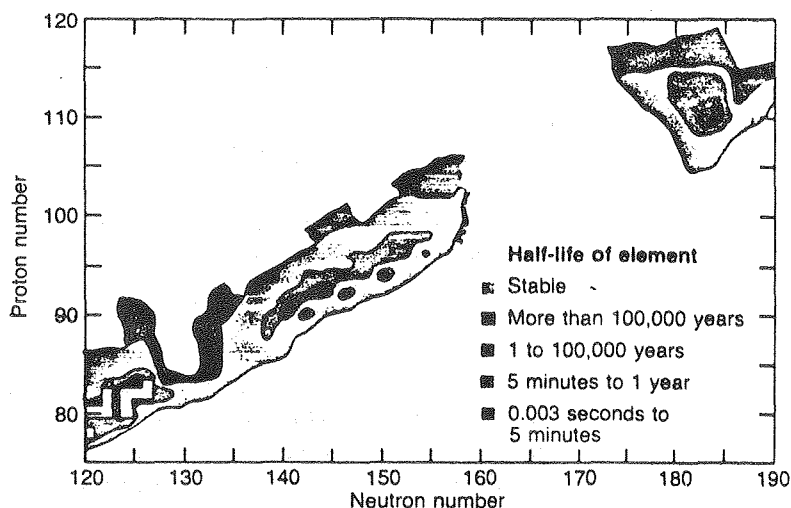 120
110
100
90
80
Proton number
Half-life of element
Stable
More than 100,000 years
1 to 100,000 years
5 minutes to 1 year
0.003 seconds to
5 minutes
120 130 140 150 160 170 180 190
Neutron number